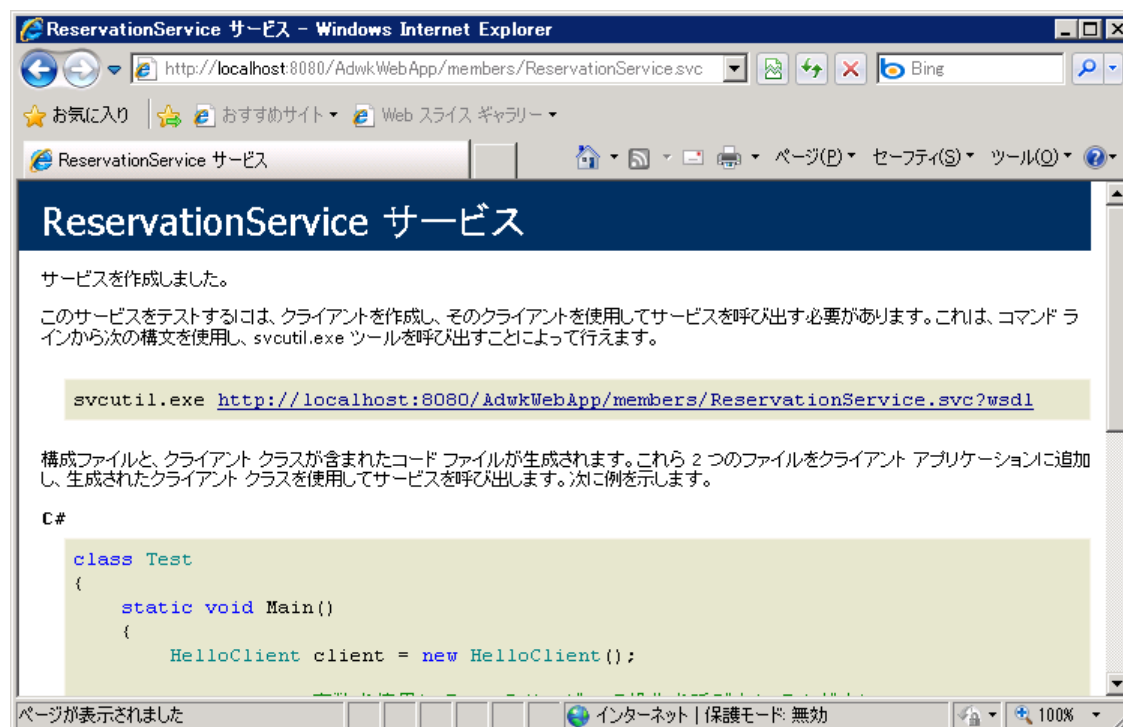 ReservationService サービス - Windows Internet Explorer
http://localhost:8080/AdwkWebApp/members/ReservationService.svc
Bing
お気に入り
おすすめサイト
Web スライス ギャラリー
ReservationService サービス
ページ(P)
セーフティ(S)
ツール(O)
ReservationService サービス
サービスを作成しました。
このサービスをテストするには、クライアントを作成し、そのクライアントを使用してサービスを呼び出す必要があります。これは、コマンド ラ
インから次の構文を使用し、svcutil.exe ツールを呼び出すことによって行えます。
svcutil.exe http://localhost:8080/AdwkWebApp/members/ReservationService.svc?wsdl
構成ファイルと、クライアント クラスが含まれたコード ファイルが生成されます。これら 2 つのファイルをクライアント アプリケーションに追加
し、生成されたクライアント クラスを使用してサービスを呼び出します。次に例を示します。
C#
class Test
{
static void Main()
{
HelloClient client = new HelloClient();
ページが表示されました
インターネット | 保護モード: 無効
100%